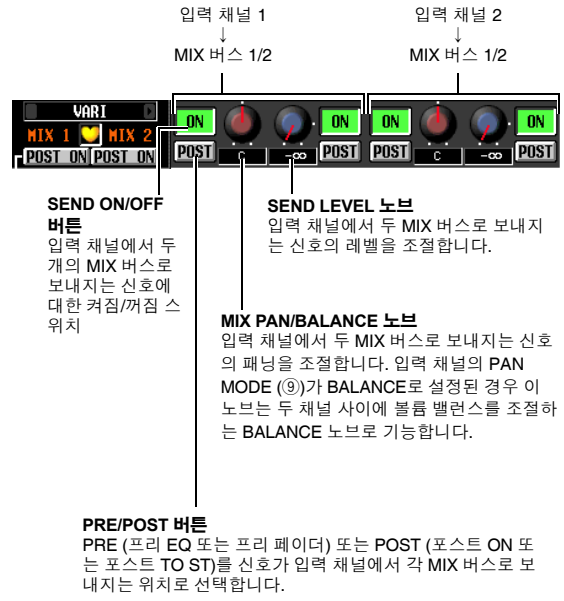 입력 채널 1
↓
MIX 버스 1/2
입력 채널 2
↓
MIX 버스 1/2
VARI
MIX 1 MIX 2
POST ON POST ON
ON ON ON ON
POST C -∞ POST POST C -∞ POST
SEND ON/OFF
버튼
입력 채널에서 두
개의 MIX 버스로
보내지는 신호에
대한 켜짐/꺼짐 스
위치
SEND LEVEL 노브
입력 채널에서 두 MIX 버스로 보내지
는 신호의 레벨을 조절합니다.
MIX PAN/BALANCE 노브
입력 채널에서 두 MIX 버스로 보내지는 신호
의 패닝을 조절합니다. 입력 채널의 PAN
MODE (⑨)가 BALANCE로 설정된 경우 이
노브는 두 채널 사이에 볼륨 밸런스를 조절하
는 BALANCE 노브로 기능합니다.
PRE/POST 버튼
PRE (프리 EQ 또는 프리 페이더) 또는 POST (포스트 ON 또
는 포스트 TO ST)를 신호가 입력 채널에서 각 MIX 버스로 보
내지는 위치로 선택합니다.